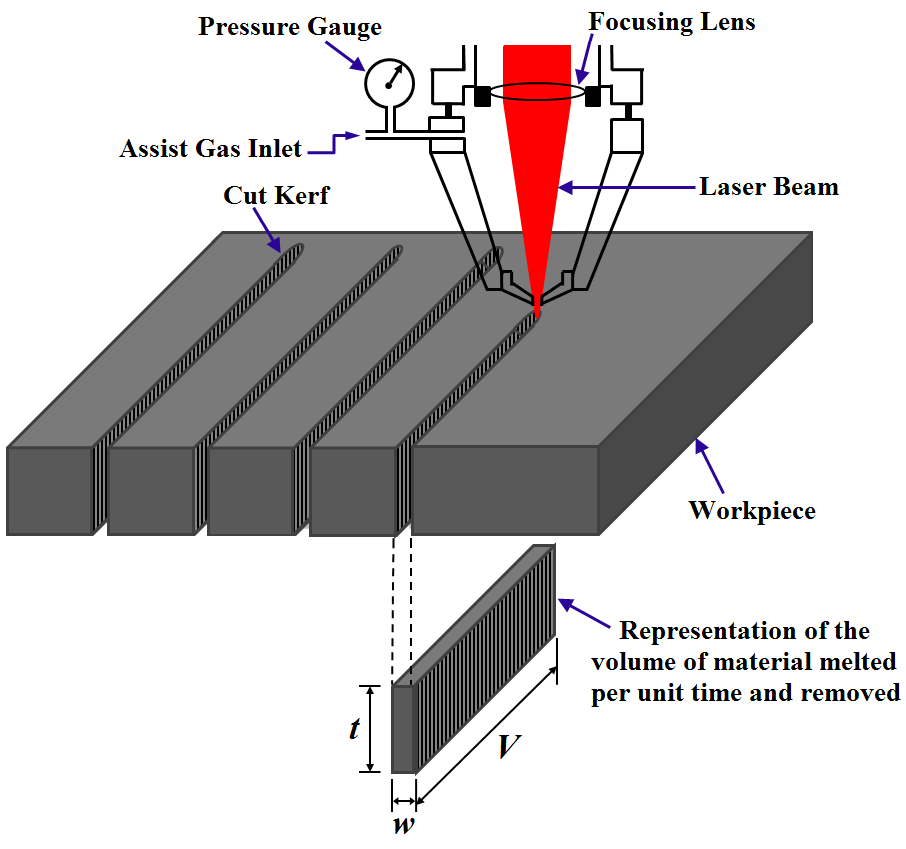 Pressure Gauge
Focusing Lens
Assist Gas Inlet
Laser Beam
Cut Kerf
Workpiece
Representation of the
volume of material melted
per unit time and removed
t
V
w